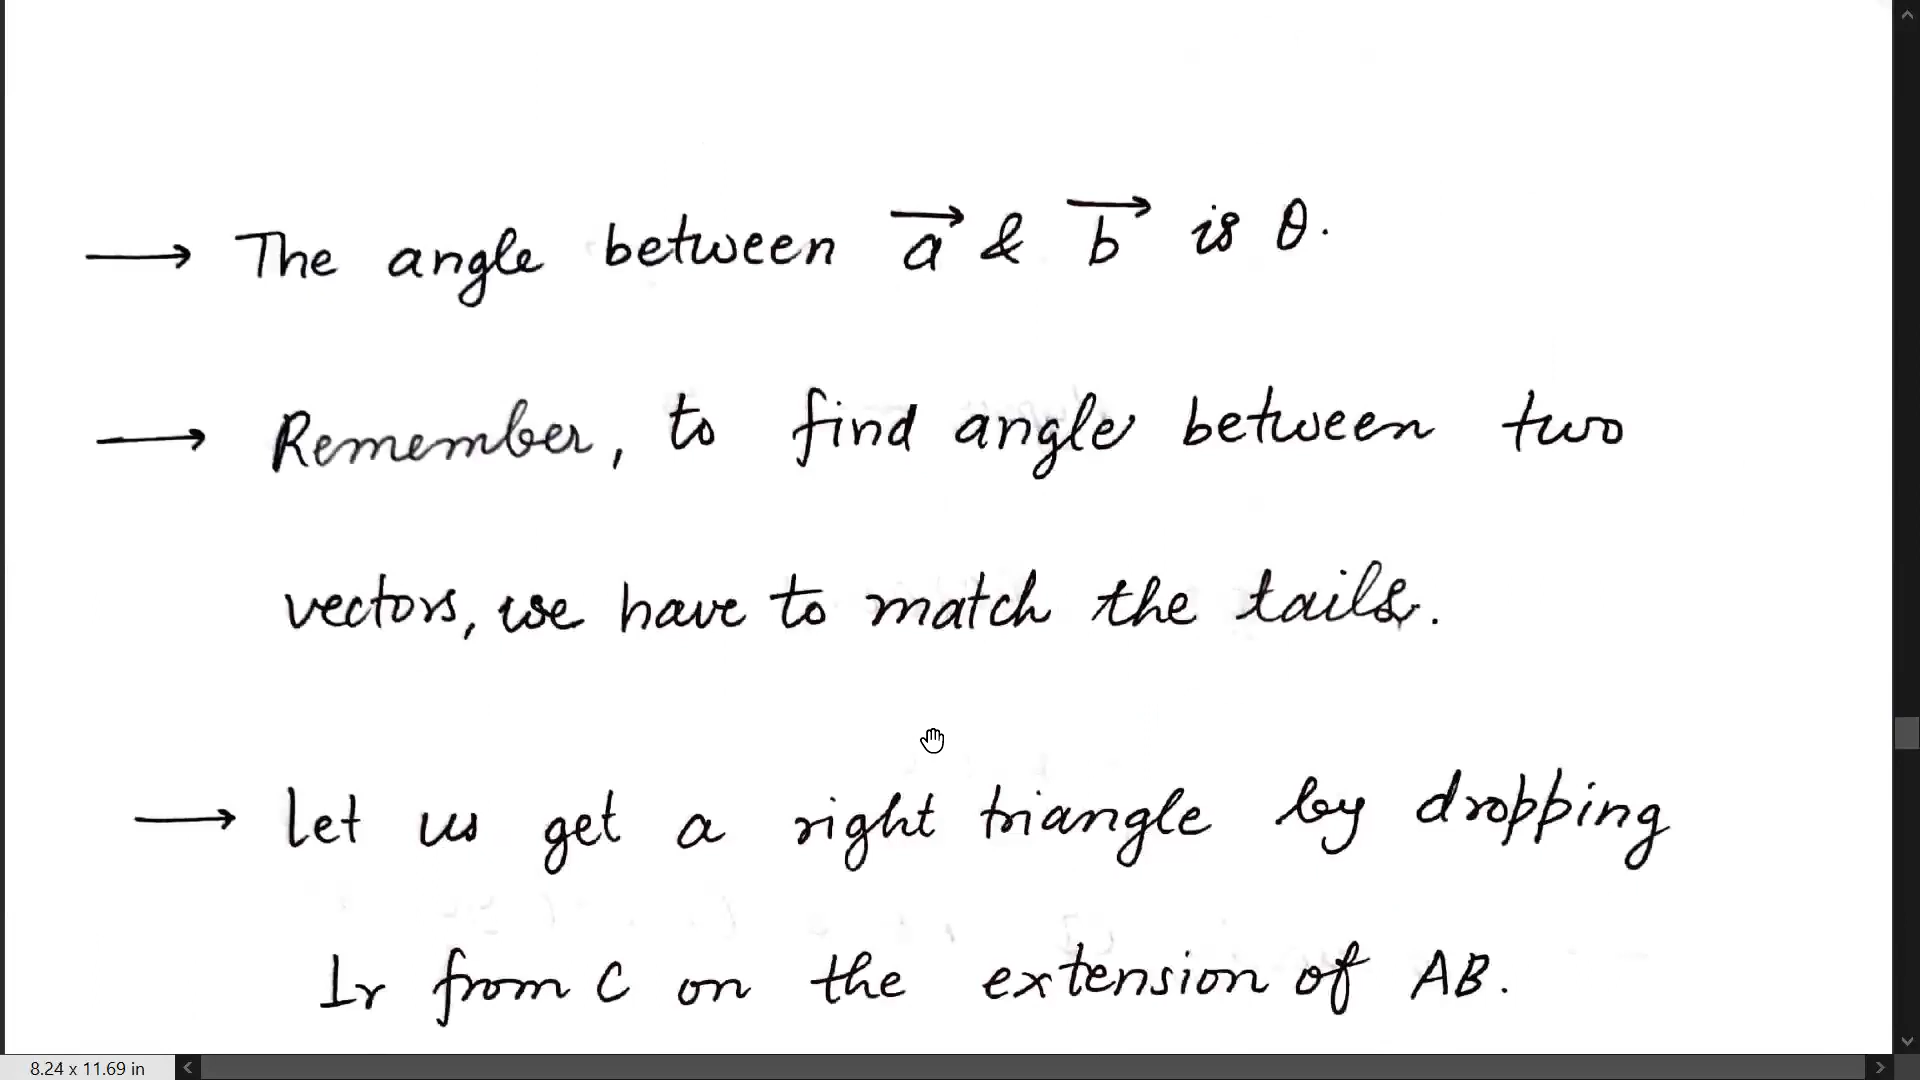 → The angle between a⃗ & b⃗ is θ.
→ Remember, to find angle between two
vectors, we have to match the tails.
→ Let us get a right triangle by dropping
⊥r from C on the extension of AB.
8.24 x 11.69 in